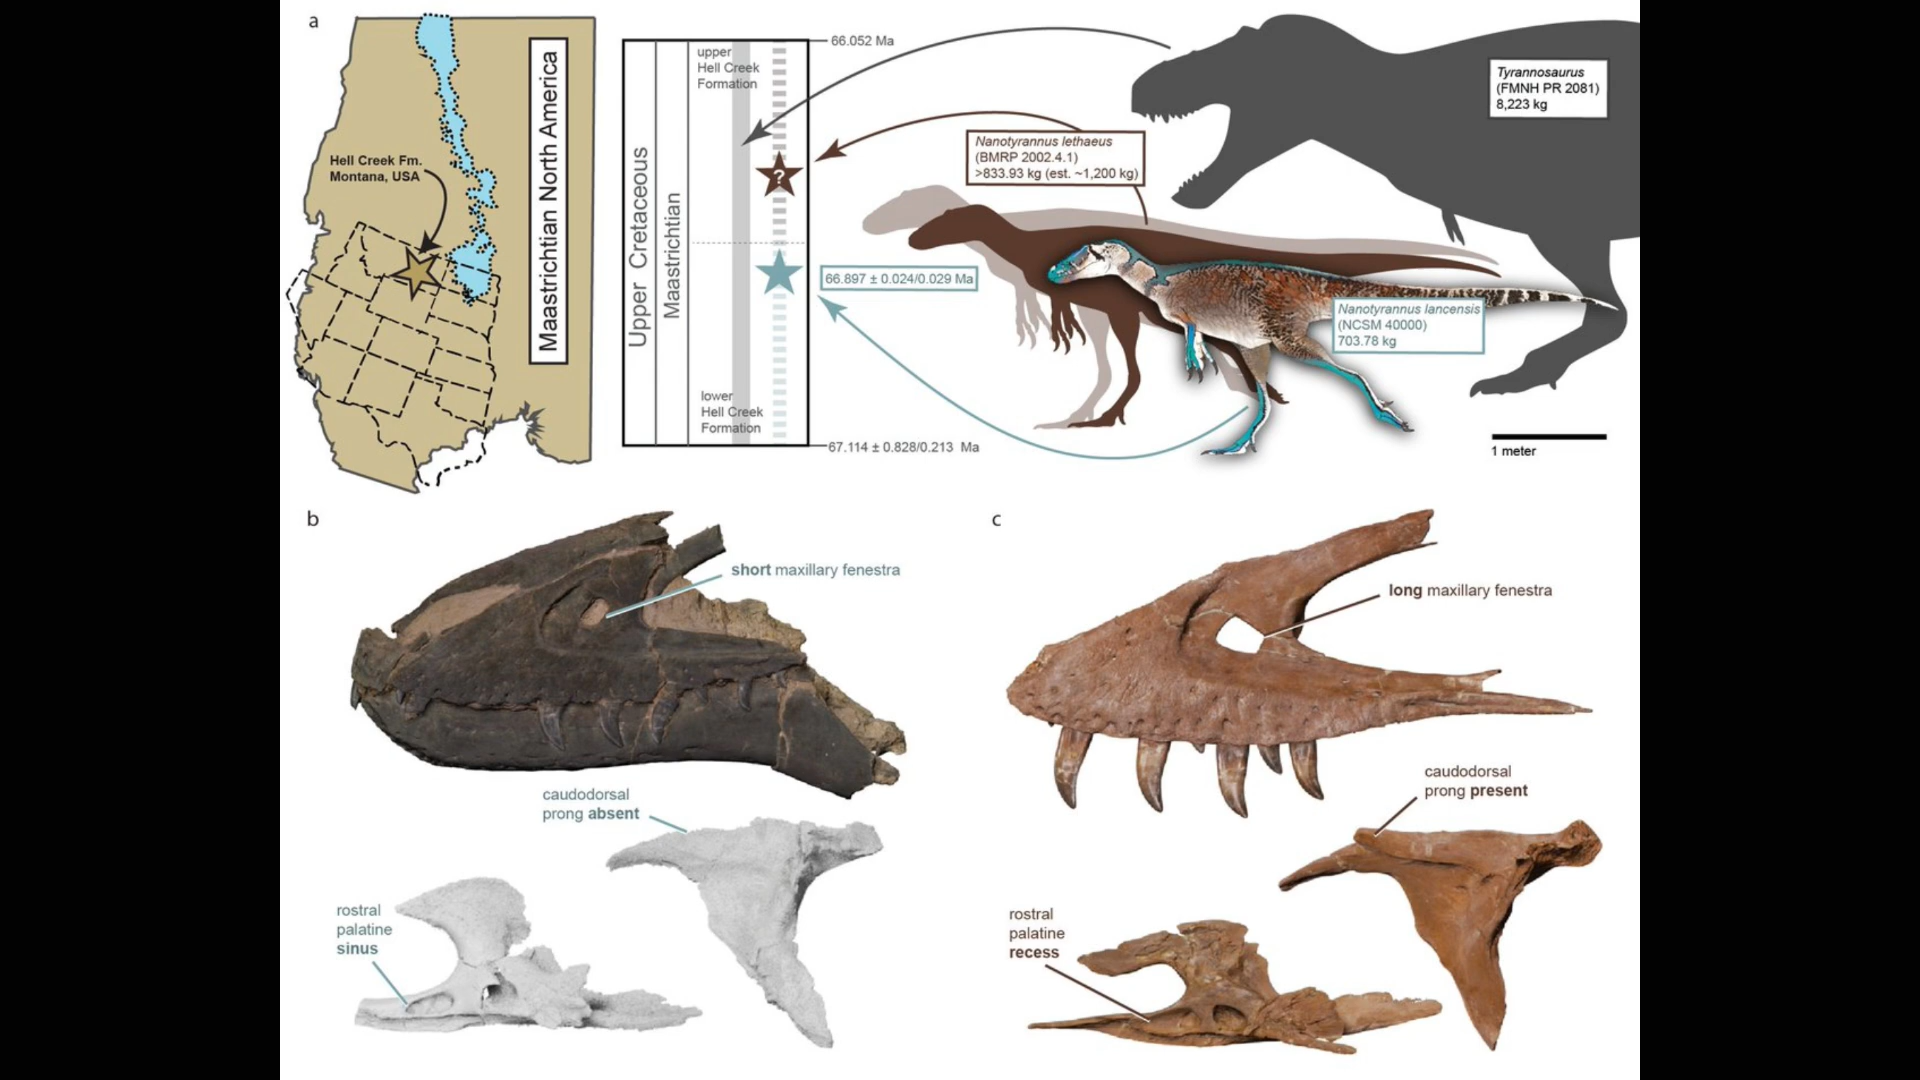 a
Maastrichtian North America
Hell Creek Fm.
Montana, USA
Upper Cretaceous
Maastrichtian
upper
Hell Creek
Formation
lower
Hell Creek
Formation
66.052 Ma
?
66.897 ± 0.024/0.029 Ma
67.114 ± 0.828/0.213 Ma
Nanotyrannus lethaeus
(BMRP 2002.4.1)
>833.93 kg (est. ~1,200 kg)
Tyrannosaurus
(FMNH PR 2081)
8,223 kg
Nanotyrannus lancensis
(NCSM 40000)
703.78 kg
1 meter
b
short maxillary fenestra
caudodorsal
prong absent
rostral
palatine
sinus
c
long maxillary fenestra
caudodorsal
prong present
rostral
palatine
recess